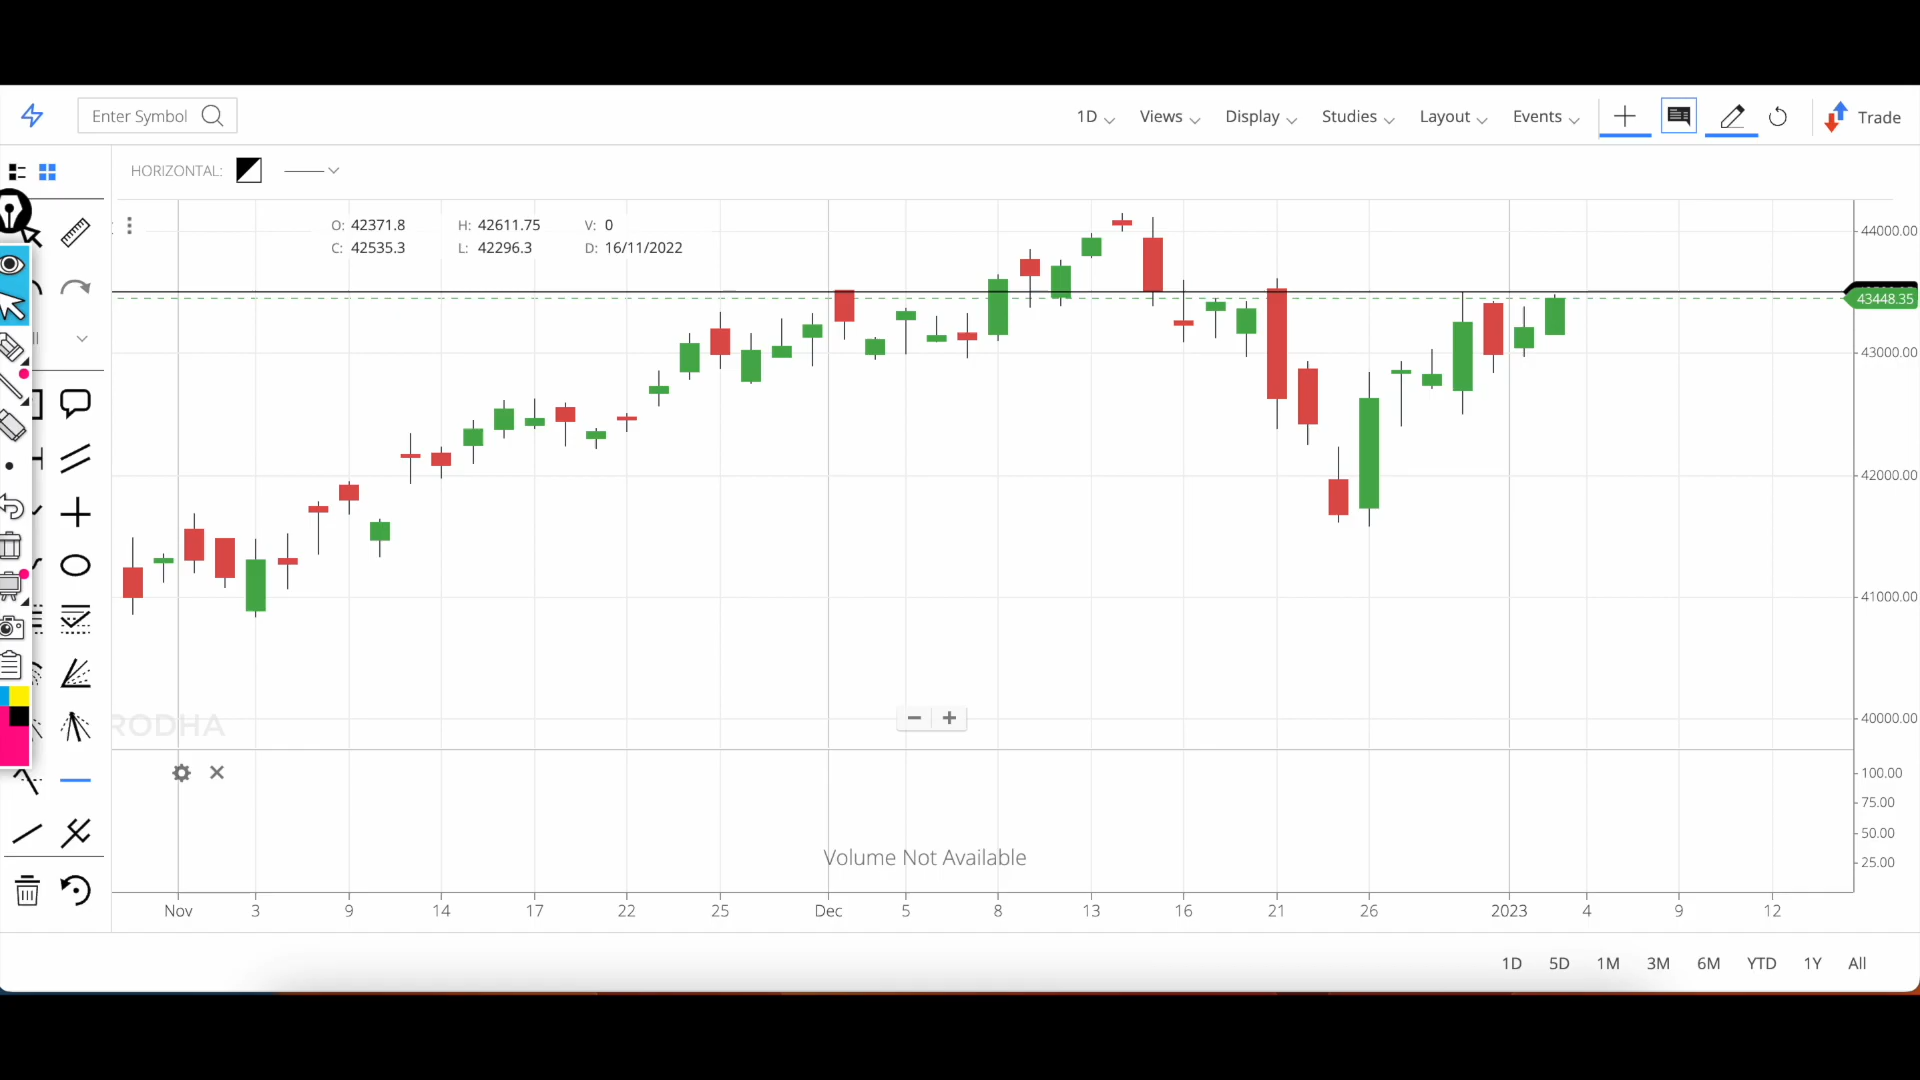 Enter Symbol
1D
Views
Display
Studies
Layout
Events
Trade
HORIZONTAL:
O: 42371.8 H: 42611.75 V: 0
C: 42535.3 L: 42296.3 D: 16/11/2022
44000.00
43448.35
43000.00
42000.00
41000.00
40000.00
RODHA
100.00
75.00
50.00
25.00
Volume Not Available
Nov 3 9 14 17 22 25 Dec 5 8 13 16 21 26 2023 4 9 12
1D 5D 1M 3M 6M YTD 1Y All